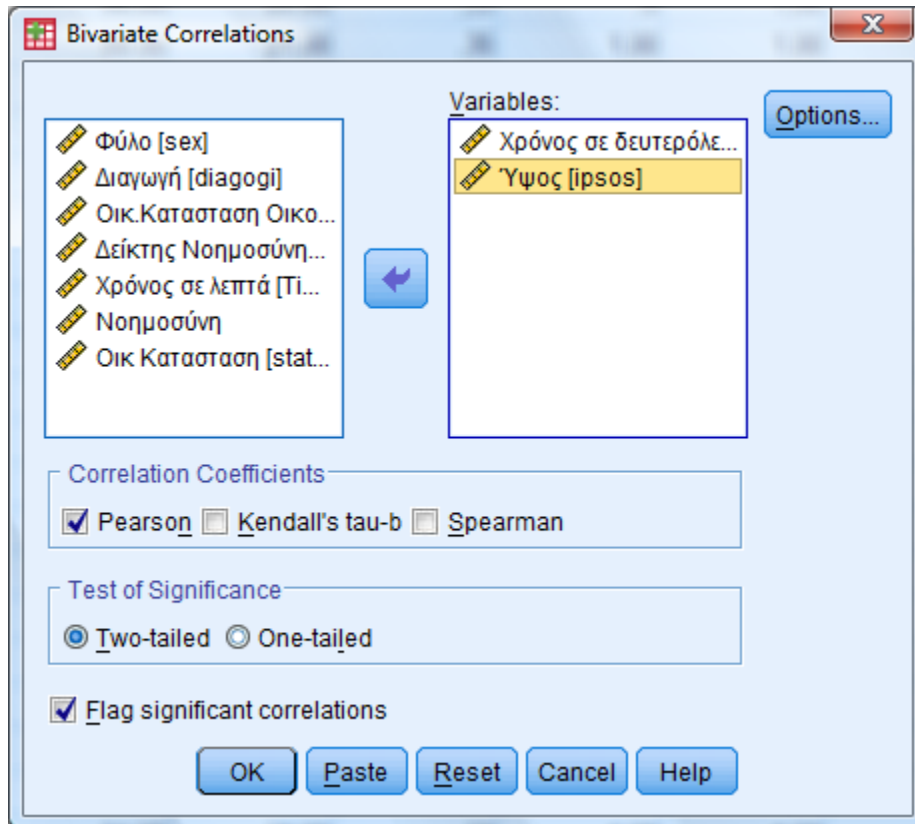 Bivariate Correlations
Variables:
Options...
Φύλο [sex]
Διαγωγή [diagogi]
Οικ.Κατασταση Οικο...
Δείκτης Νοημοσύνη...
Χρόνος σε λεπτά [Ti...
Νοημοσύνη
Οικ Κατασταση [stat...
Χρόνος σε δευτερόλε...
Ύψος [ipsos]
Correlation Coefficients
Pearson Kendall's tau-b Spearman
Test of Significance
Two-tailed One-tailed
Flag significant correlations
OK Paste Reset Cancel Help